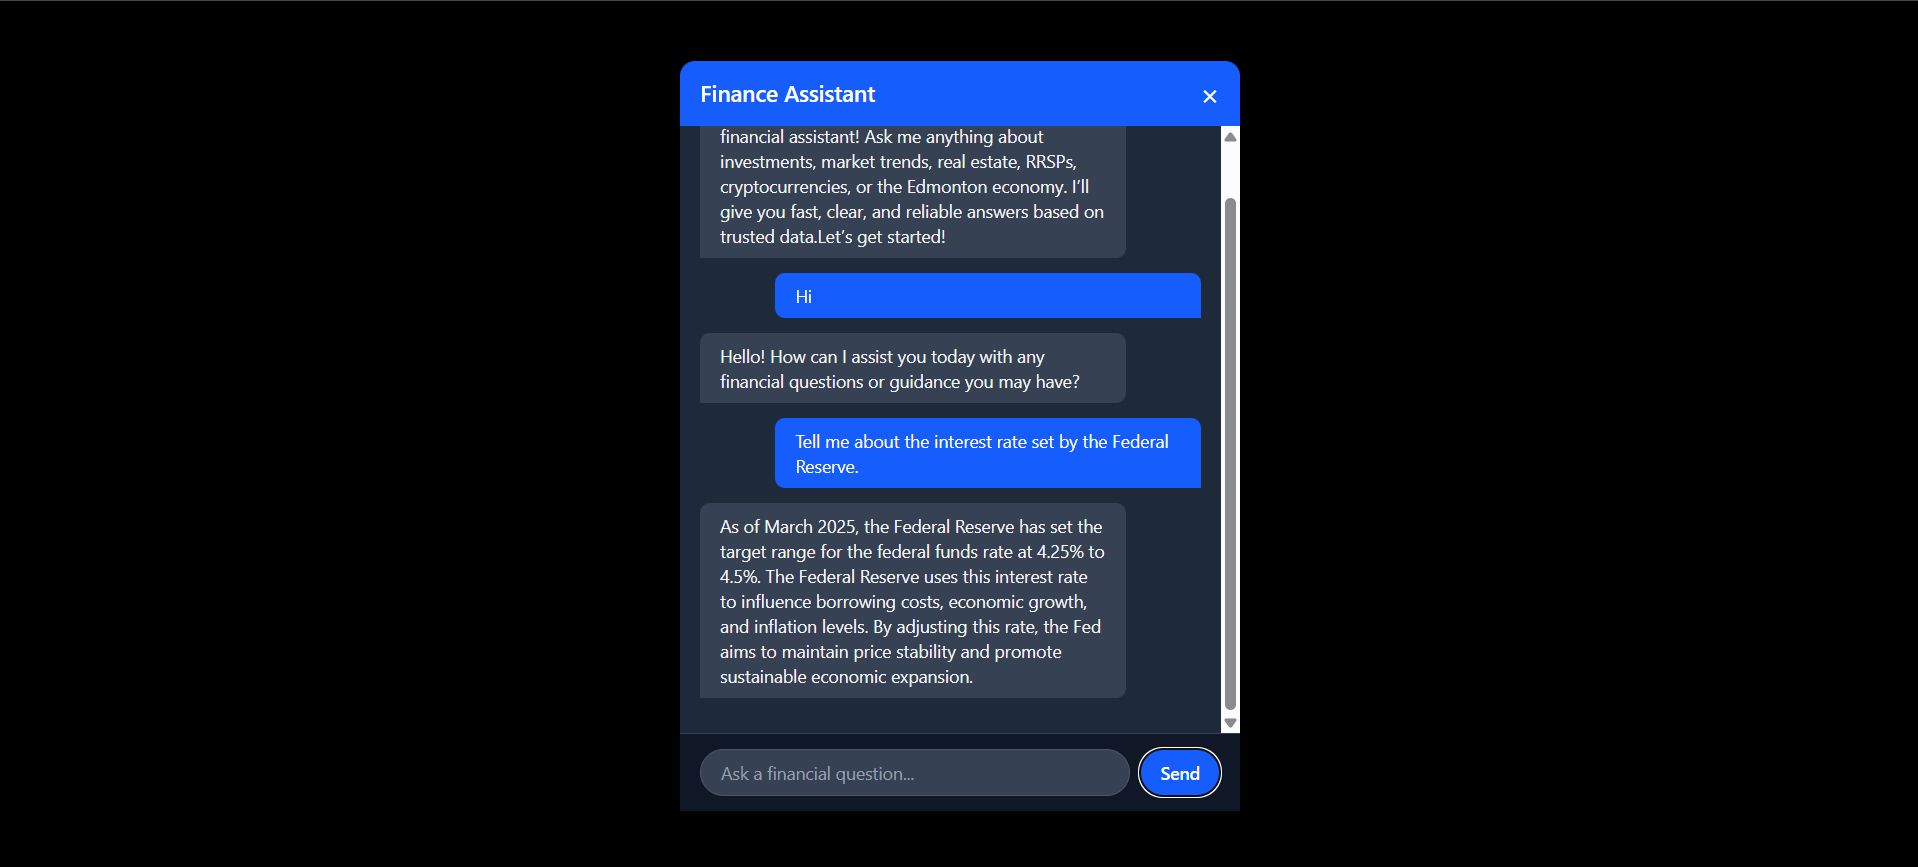 Finance Assistant
×
financial assistant! Ask me anything about
investments, market trends, real estate, RRSPs,
cryptocurrencies, or the Edmonton economy. I’ll
give you fast, clear, and reliable answers based on
trusted data.Let’s get started!
Hi
Hello! How can I assist you today with any
financial questions or guidance you may have?
Tell me about the interest rate set by the Federal
Reserve.
As of March 2025, the Federal Reserve has set the
target range for the federal funds rate at 4.25% to
4.5%. The Federal Reserve uses this interest rate
to influence borrowing costs, economic growth,
and inflation levels. By adjusting this rate, the Fed
aims to maintain price stability and promote
sustainable economic expansion.
Ask a financial question...
Send